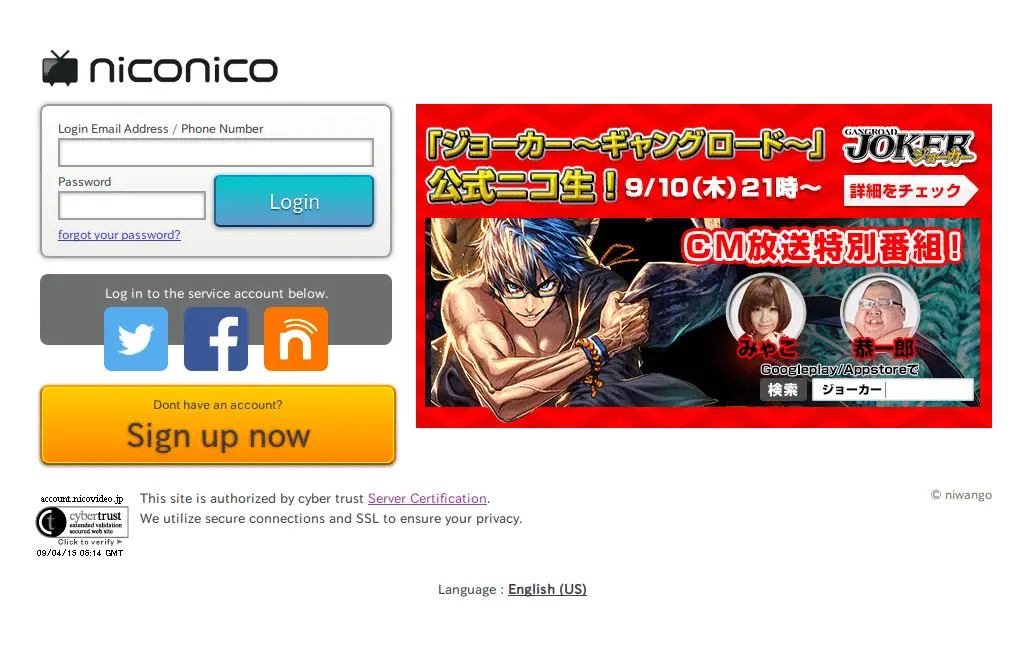 niconico
Login Email Address / Phone Number
Password
Login
forgot your password?
Log in to the service account below.
n
Dont have an account?
Sign up now
「ジョーカー～ギャングロード～」
GANGROAD
JOKER
ジョーカー
公式ニコ生！9/10(木)21時～
詳細をチェック
CM放送特別番組！
みゃこ
恭一郎
Googleplay/Appstoreで
検索
ジョーカー
account.nicovideo.jp
cybertrust
extended validation
secured web site
Click to verify
09/04/15 06:14 GMT
This site is authorized by cyber trust Server Certification.
We utilize secure connections and SSL to ensure your privacy.
© niwango
Language : English (US)